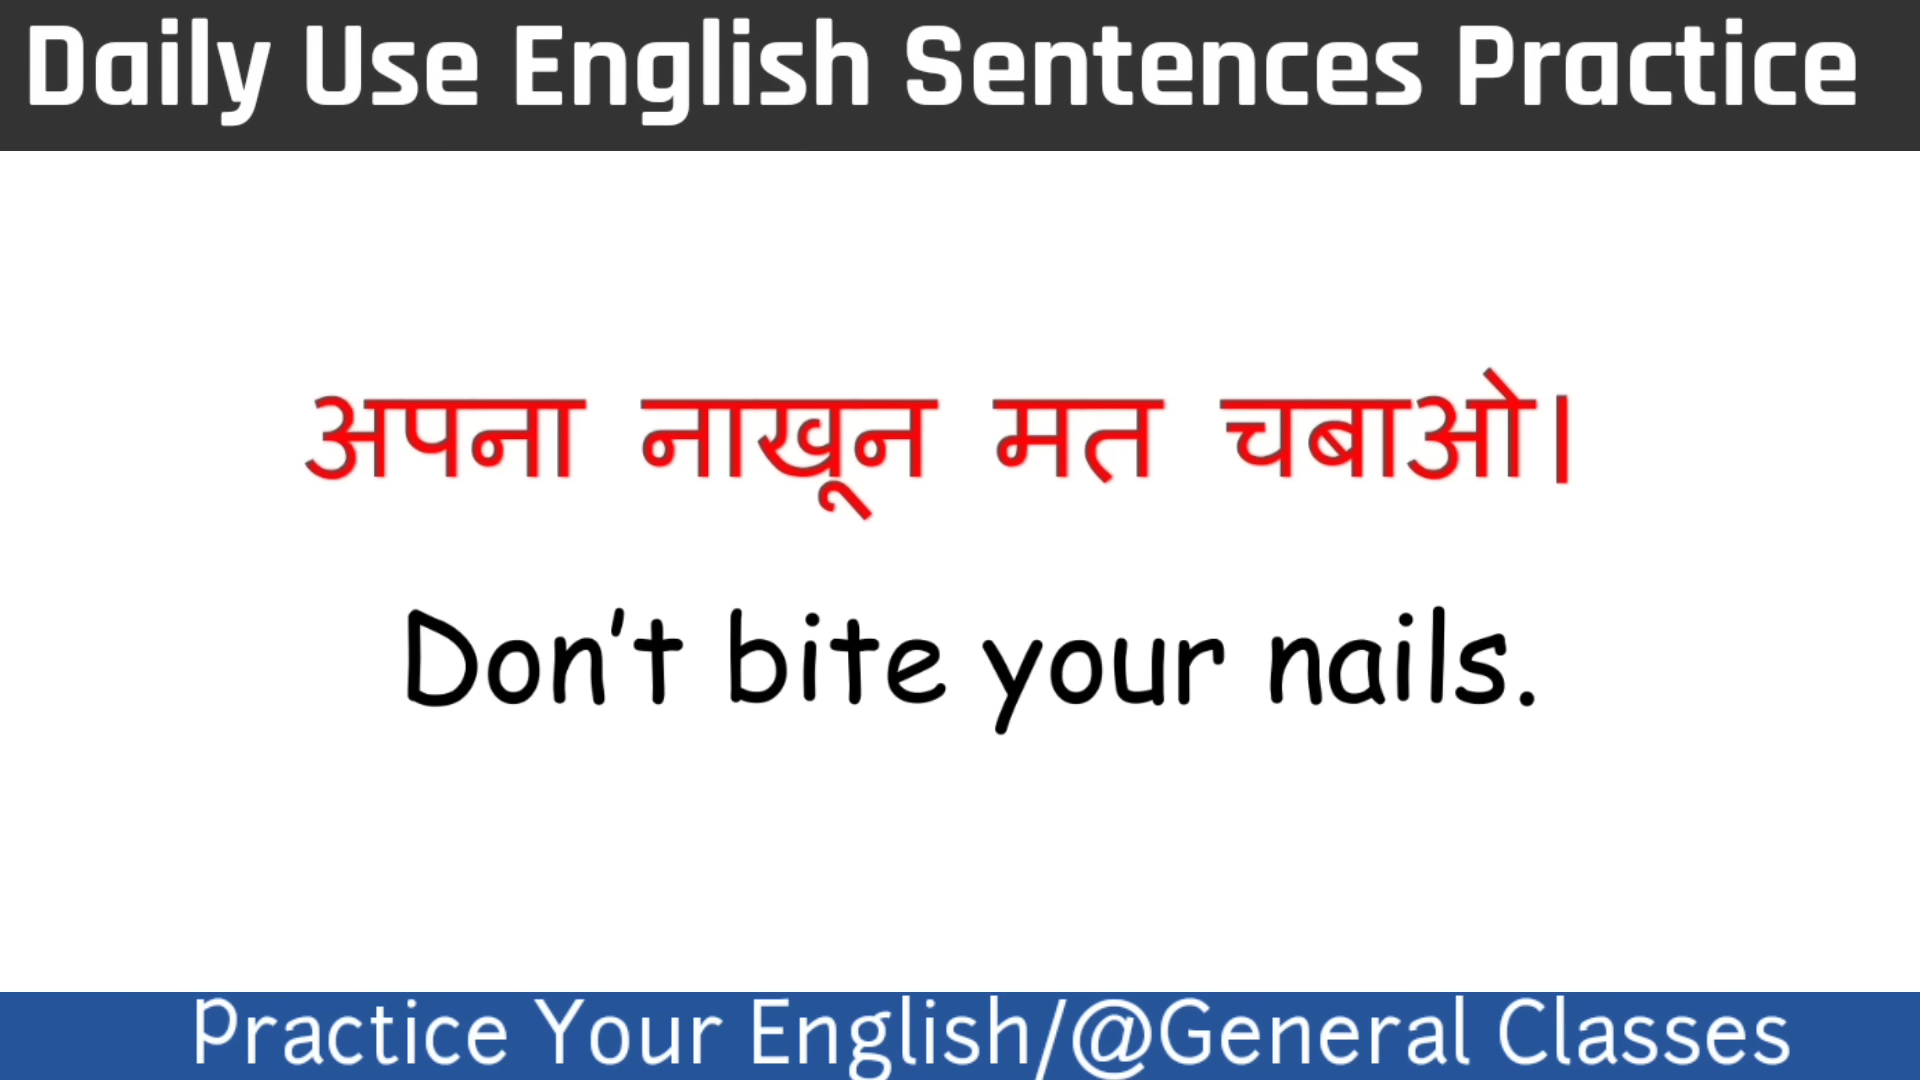 Daily Use English Sentences Practice
अपना नाखून मत चबाओ।
Don't bite your nails.
Practice Your English/@General Classes